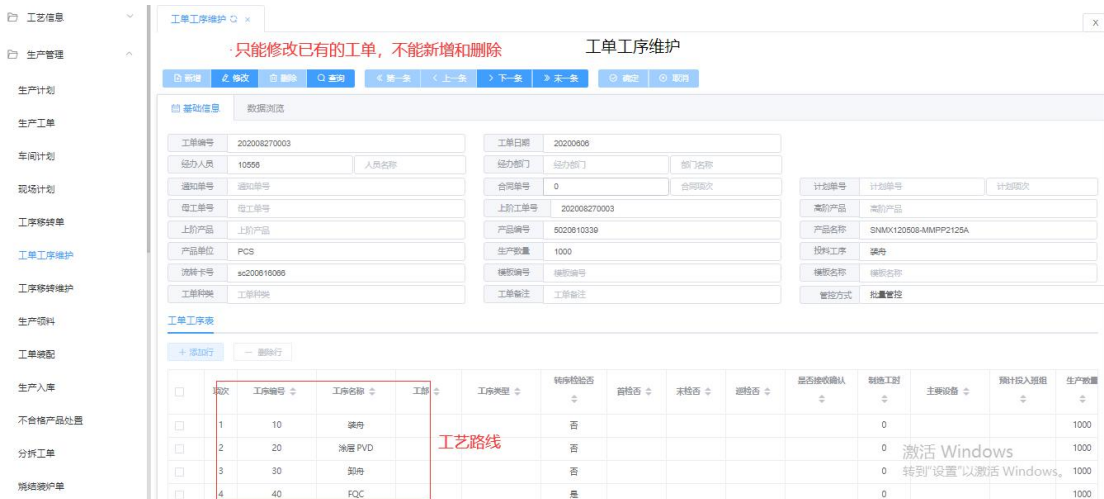 工艺信息
生产管理
生产计划
生产工单
车间计划
现场计划
工序移转单
工单工序维护
工序移转维护
生产领料
工单装配
生产入库
不合格产品处置
分拆工单
烧结装炉单
工单工序维护 ×
X
·只能修改已有的工单,不能新增和删除
工单工序维护
新增 修改 删除 查询 第一条 上一条 下一条 末一条 确定 取消
基础信息 数据浏览
工单编号 202008270003 工单日期 20200606
经办人员 10556 人员名称 经办部门 经办部门 部门名称
通知单号 通知单号 合同单号 0 合同项次 计划单号 计划单号 计划项次
母工单号 母工单号 上阶工单号 202008270003 高阶产品 高阶产品
上阶产品 上阶产品 产品编号 5020610339 产品名称 SNMX120508-MMPP2125A
产品单位 PCS 生产数量 1000 投料工序 装舟
流转卡号 sc200616066 模板编号 模板编号 模板名称 模板名称
工单种类 工单种类 工单备注 工单备注 管控方式 批量管控
工单工序表
+ 添加行 — 删除行
项次 工序编号 工序名称 工部 工序类型 转序检验否 首检否 末检否 巡检否 是否接收确认 制造工时 主要设备 预计投入班组 生产数量
1 10 装舟 否 0 1000
2 20 涂层 PVD 否 0 1000
3 30 卸舟 否 0 1000
4 40 FQC 是 0 1000
工艺路线
激活 Windows
转到"设置"以激活 Windows。